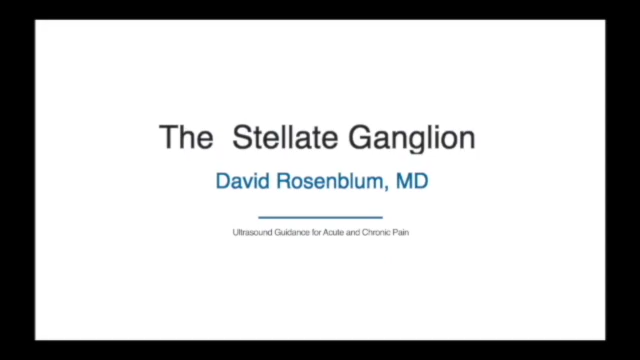 The Stellate Ganglion
David Rosenblum, MD
Ultrasound Guidance for Acute and Chronic Pain